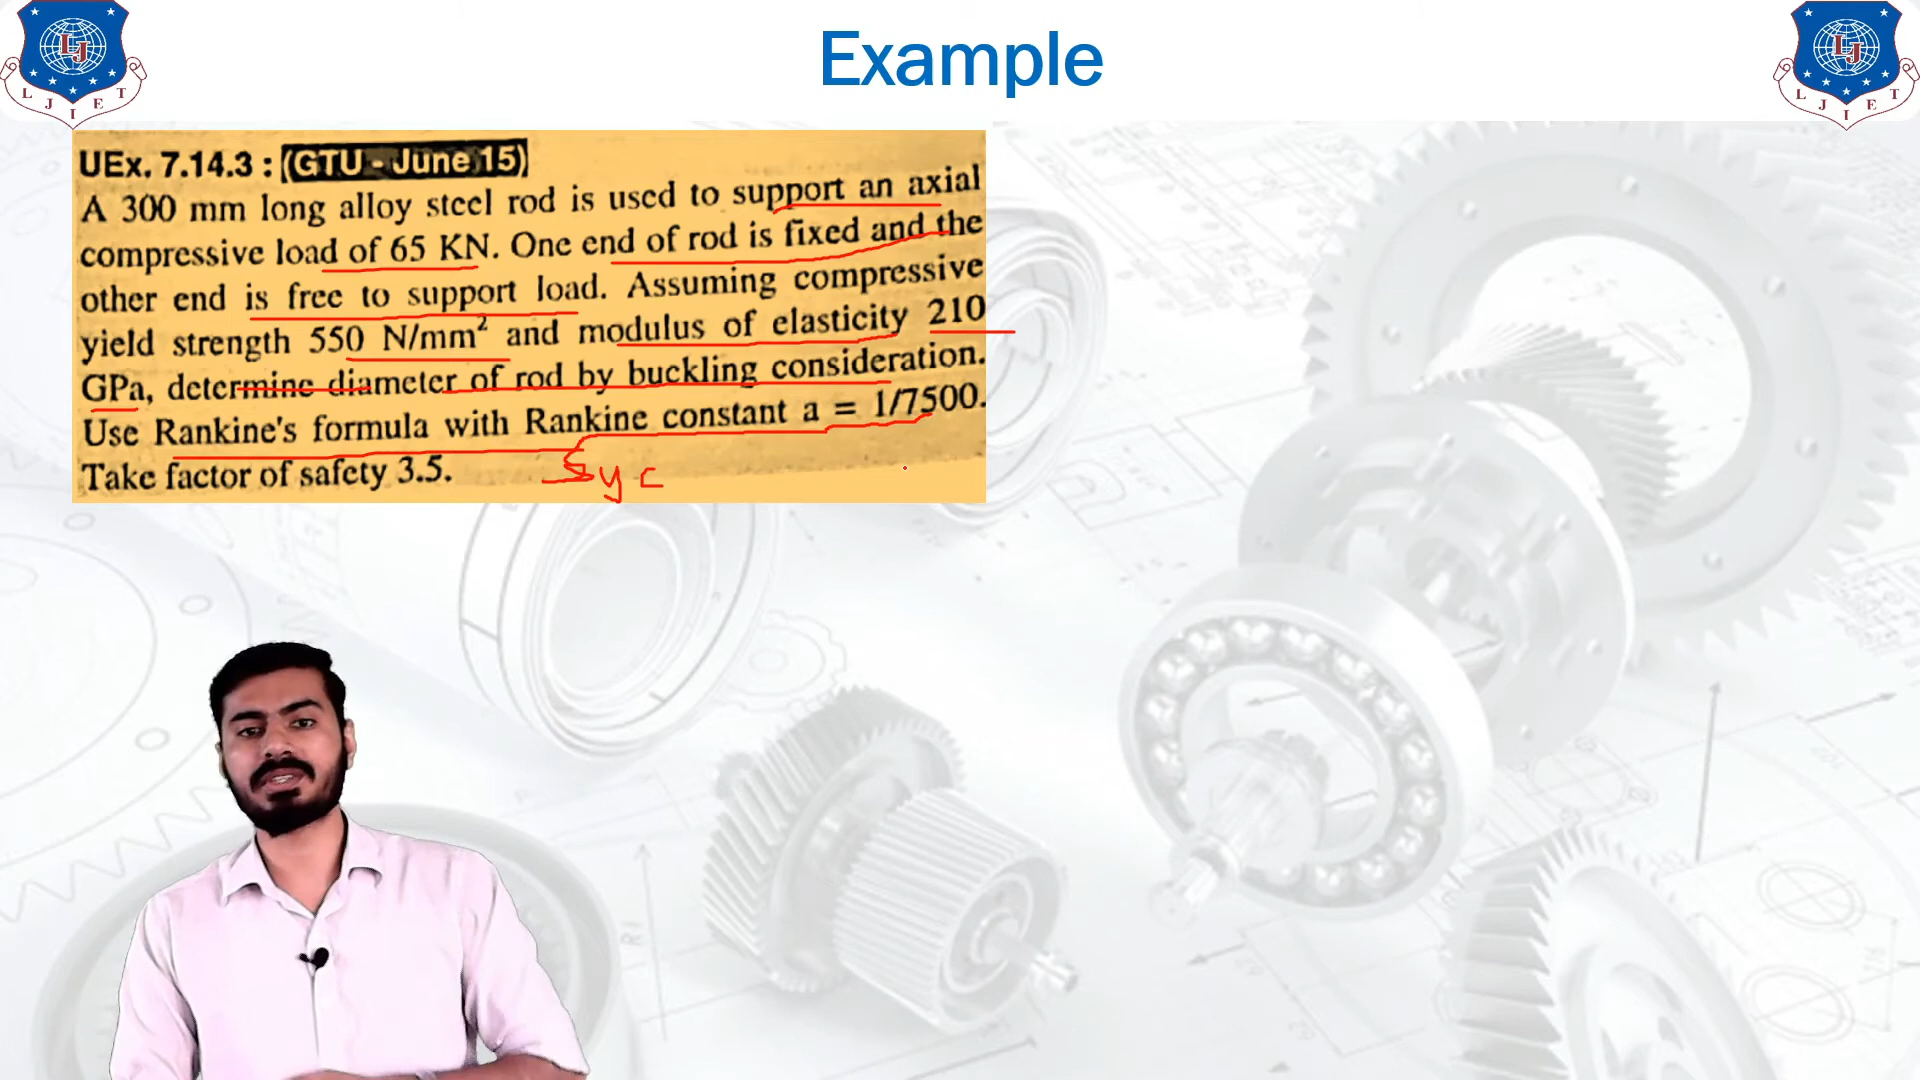 Example
LJ
L J I E T
LJ
L J I E T
UEx. 7.14.3 : (GTU - June 15)
A 300 mm long alloy steel rod is used to support an axial
compressive load of 65 KN. One end of rod is fixed and the
other end is free to support load. Assuming compressive
yield strength 550 N/mm² and modulus of elasticity 210
GPa, determine diameter of rod by buckling consideration.
Use Rankine's formula with Rankine constant a = 1/7500.
Take factor of safety 3.5.
Syc